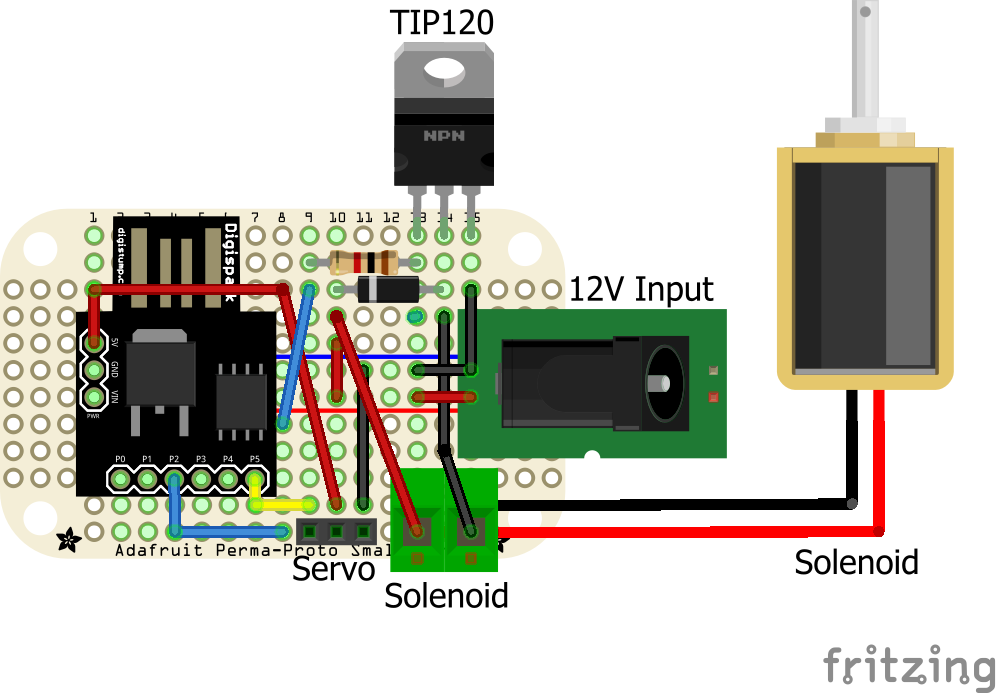 TIP120
NPN
1 2 3 4 5 6 7 8 9 10 11 12 13 14 15
digistump.c
Digispark
12V Input
5V
GND
VIN
PWR
P0 P1 P2 P3 P4 P5
Adafruit Perma-Proto Smal
Servo
Solenoid
Solenoid
fritzing